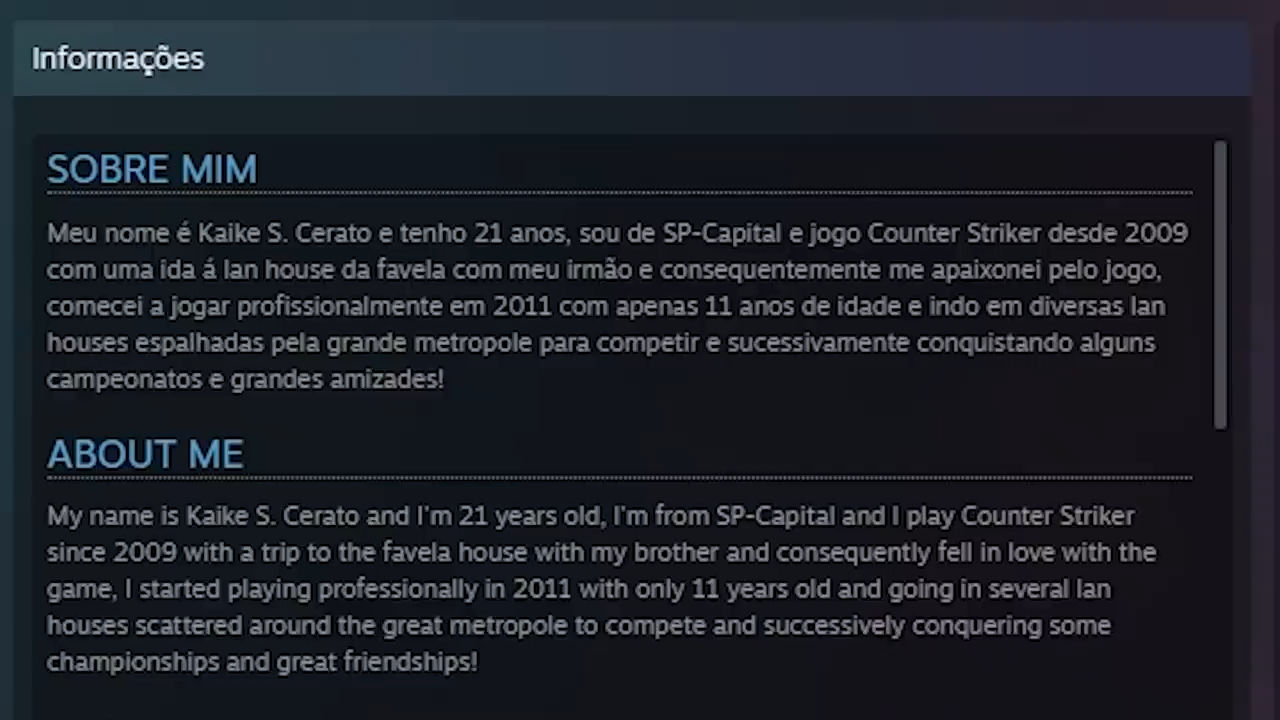 Informações
SOBRE MIM
Meu nome é Kaike S. Cerato e tenho 21 anos, sou de SP-Capital e jogo Counter Striker desde 2009
com uma ida á lan house da favela com meu irmão e consequentemente me apaixonei pelo jogo,
comecei a jogar profissionalmente em 2011 com apenas 11 anos de idade e indo em diversas lan
houses espalhadas pela grande metropole para competir e sucessivamente conquistando alguns
campeonatos e grandes amizades!
ABOUT ME
My name is Kaike S. Cerato and I'm 21 years old, I'm from SP-Capital and I play Counter Striker
since 2009 with a trip to the favela house with my brother and consequently fell in love with the
game, I started playing professionally in 2011 with only 11 years old and going in several lan
houses scattered around the great metropole to compete and successively conquering some
championships and great friendships!